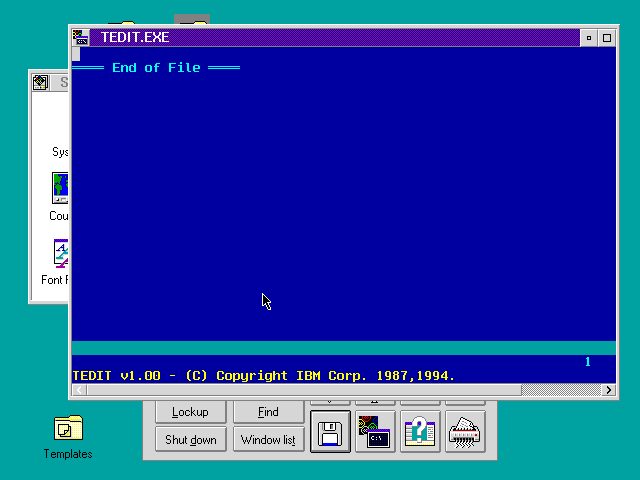 TEDIT.EXE
════ End of File ════
1
TEDIT v1.00 - (C) Copyright IBM Corp. 1987,1994.
S
Sys
Cou
Font P
Templates
Lockup
Find
Shut down
Window list
C:\